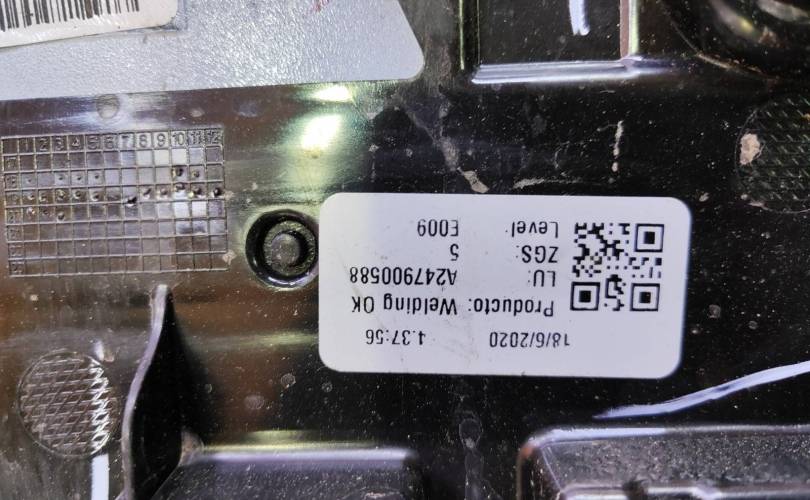 1 2 3 4 5 6 7 8 9 10 11 12
18/6/2020 4:37:56
Producto: Welding OK
LU: A247900588
ZGS: 5
Level: E009